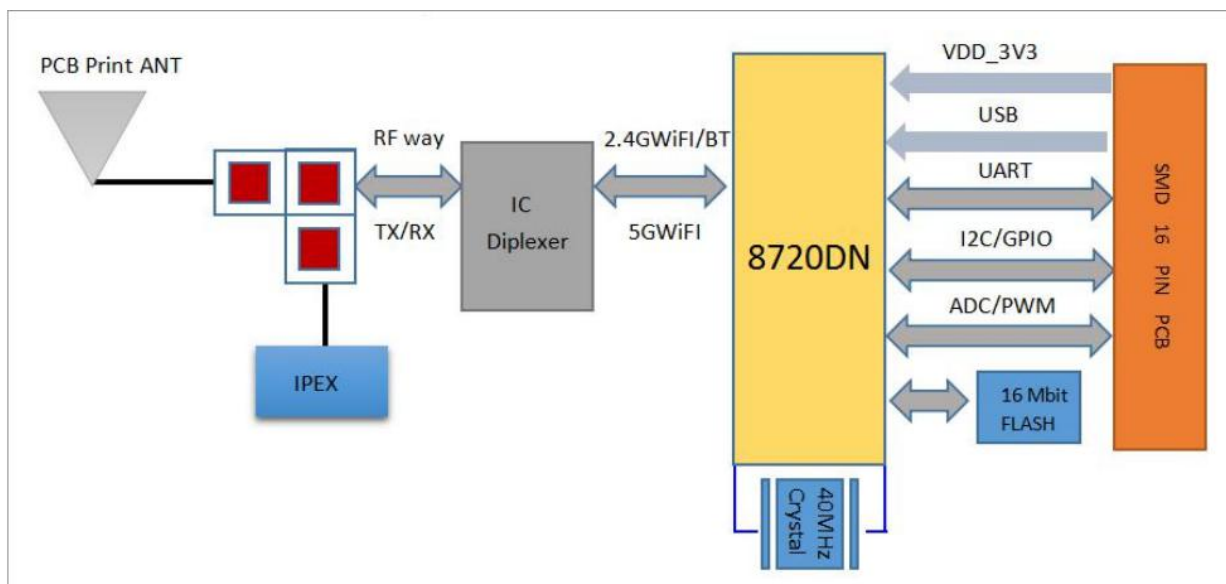 PCB Print ANT
RF way
TX/RX
IPEX
IC
Diplexer
2.4GWiFI/BT
5GWiFI
8720DN
40MHz
Crystal
VDD_3V3
USB
UART
I2C/GPIO
ADC/PWM
16 Mbit
FLASH
SMD 16 PIN PCB